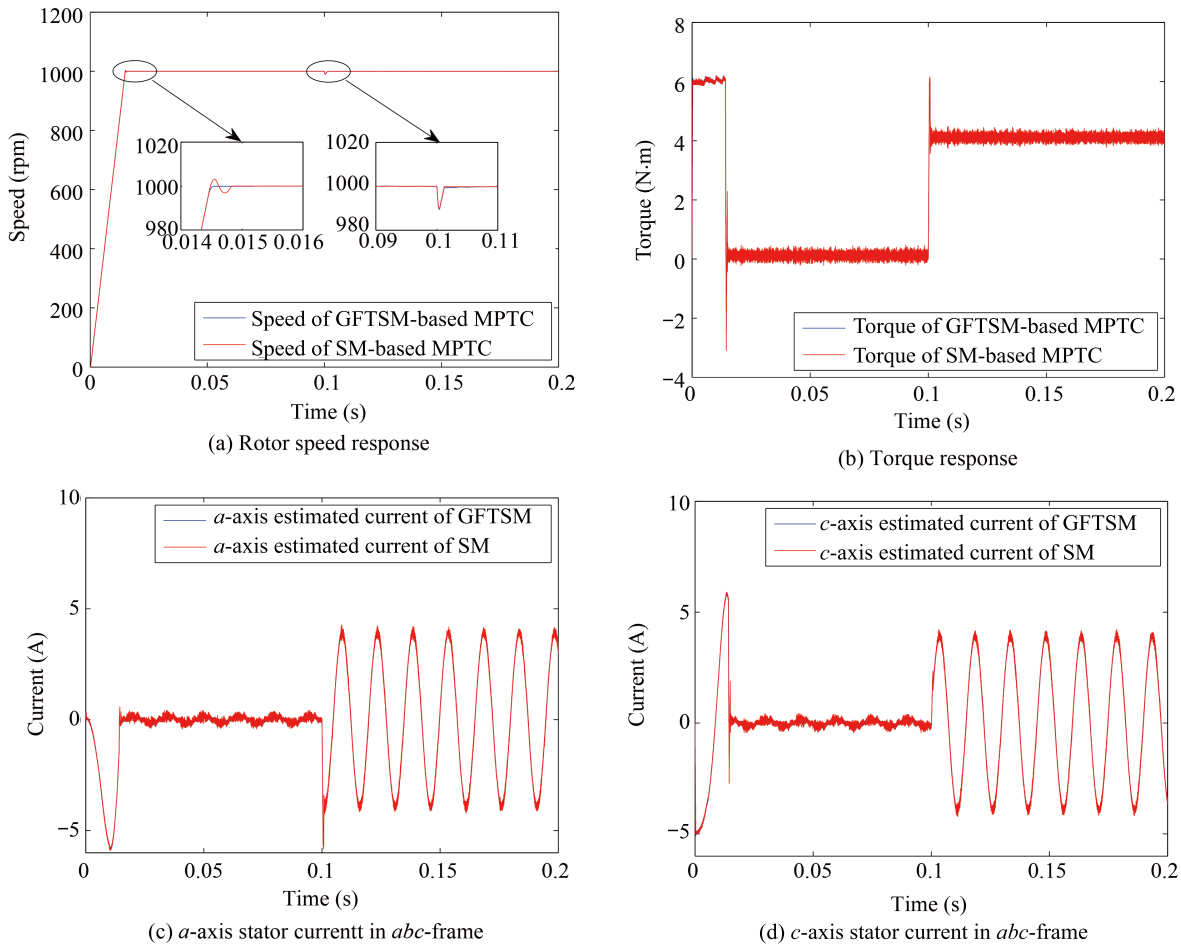 1200
1000
800
600
400
200
0
Speed (rpm)
1020
1000
980
0.014
0.015
0.016
1020
1000
980
0.09
0.1
0.11
Speed of GFTSM-based MPTC
Speed of SM-based MPTC
0
0.05
0.1
0.15
0.2
Time (s)
(a) Rotor speed response
8
6
4
2
0
−2
−4
Torque (N·m)
Torque of GFTSM-based MPTC
Torque of SM-based MPTC
0
0.05
0.1
0.15
0.2
Time (s)
(b) Torque response
10
5
0
−5
Current (A)
a-axis estimated current of GFTSM
a-axis estimated current of SM
0
0.05
0.1
0.15
0.2
Time (s)
(c) a-axis stator currentt in abc-frame
10
5
0
−5
Current (A)
c-axis estimated current of GFTSM
c-axis estimated current of SM
0
0.05
0.1
0.15
0.2
Time (s)
(d) c-axis stator current in abc-frame